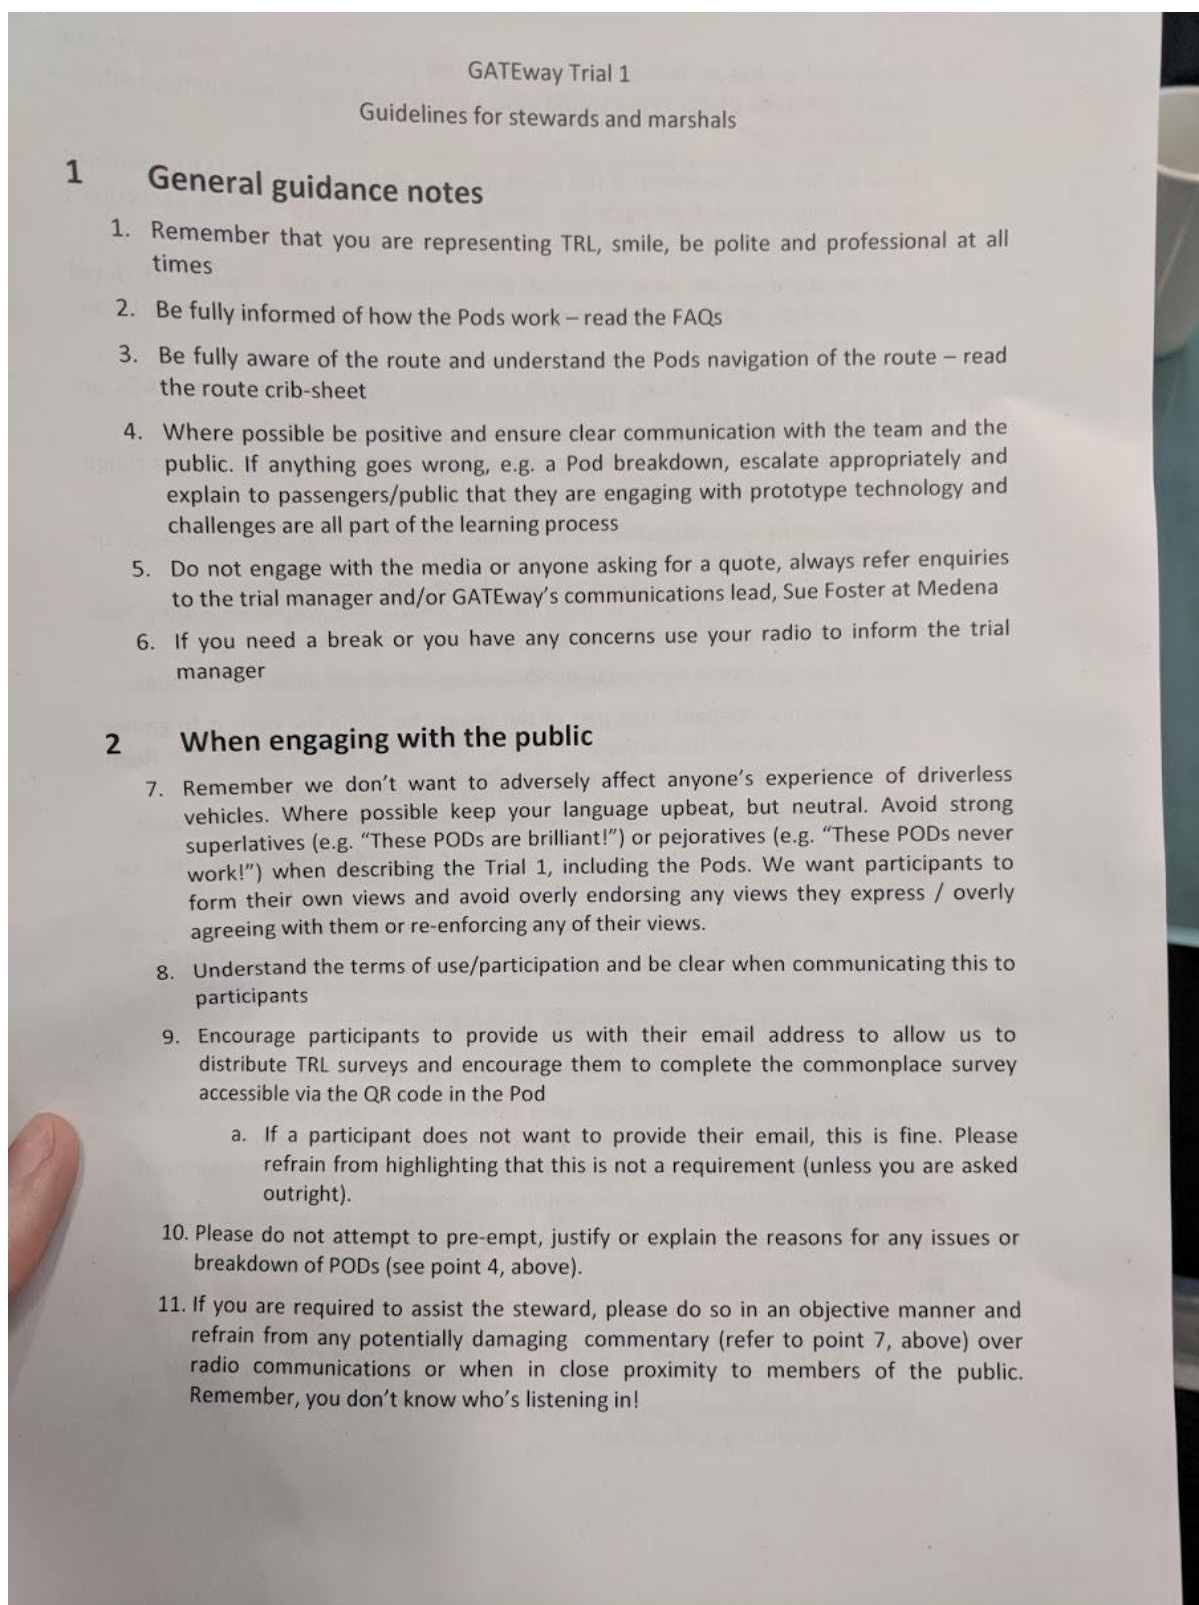 GATEway Trial 1
Guidelines for stewards and marshals
1 General guidance notes
1. Remember that you are representing TRL, smile, be polite and professional at all
times
2. Be fully informed of how the Pods work – read the FAQs
3. Be fully aware of the route and understand the Pods navigation of the route – read
the route crib-sheet
4. Where possible be positive and ensure clear communication with the team and the
public. If anything goes wrong, e.g. a Pod breakdown, escalate appropriately and
explain to passengers/public that they are engaging with prototype technology and
challenges are all part of the learning process
5. Do not engage with the media or anyone asking for a quote, always refer enquiries
to the trial manager and/or GATEway's communications lead, Sue Foster at Medena
6. If you need a break or you have any concerns use your radio to inform the trial
manager
2 When engaging with the public
7. Remember we don't want to adversely affect anyone's experience of driverless
vehicles. Where possible keep your language upbeat, but neutral. Avoid strong
superlatives (e.g. "These PODs are brilliant!") or pejoratives (e.g. "These PODs never
work!") when describing the Trial 1, including the Pods. We want participants to
form their own views and avoid overly endorsing any views they express / overly
agreeing with them or re-enforcing any of their views.
8. Understand the terms of use/participation and be clear when communicating this to
participants
9. Encourage participants to provide us with their email address to allow us to
distribute TRL surveys and encourage them to complete the commonplace survey
accessible via the QR code in the Pod
a. If a participant does not want to provide their email, this is fine. Please
refrain from highlighting that this is not a requirement (unless you are asked
outright).
10. Please do not attempt to pre-empt, justify or explain the reasons for any issues or
breakdown of PODs (see point 4, above).
11. If you are required to assist the steward, please do so in an objective manner and
refrain from any potentially damaging commentary (refer to point 7, above) over
radio communications or when in close proximity to members of the public.
Remember, you don't know who's listening in!